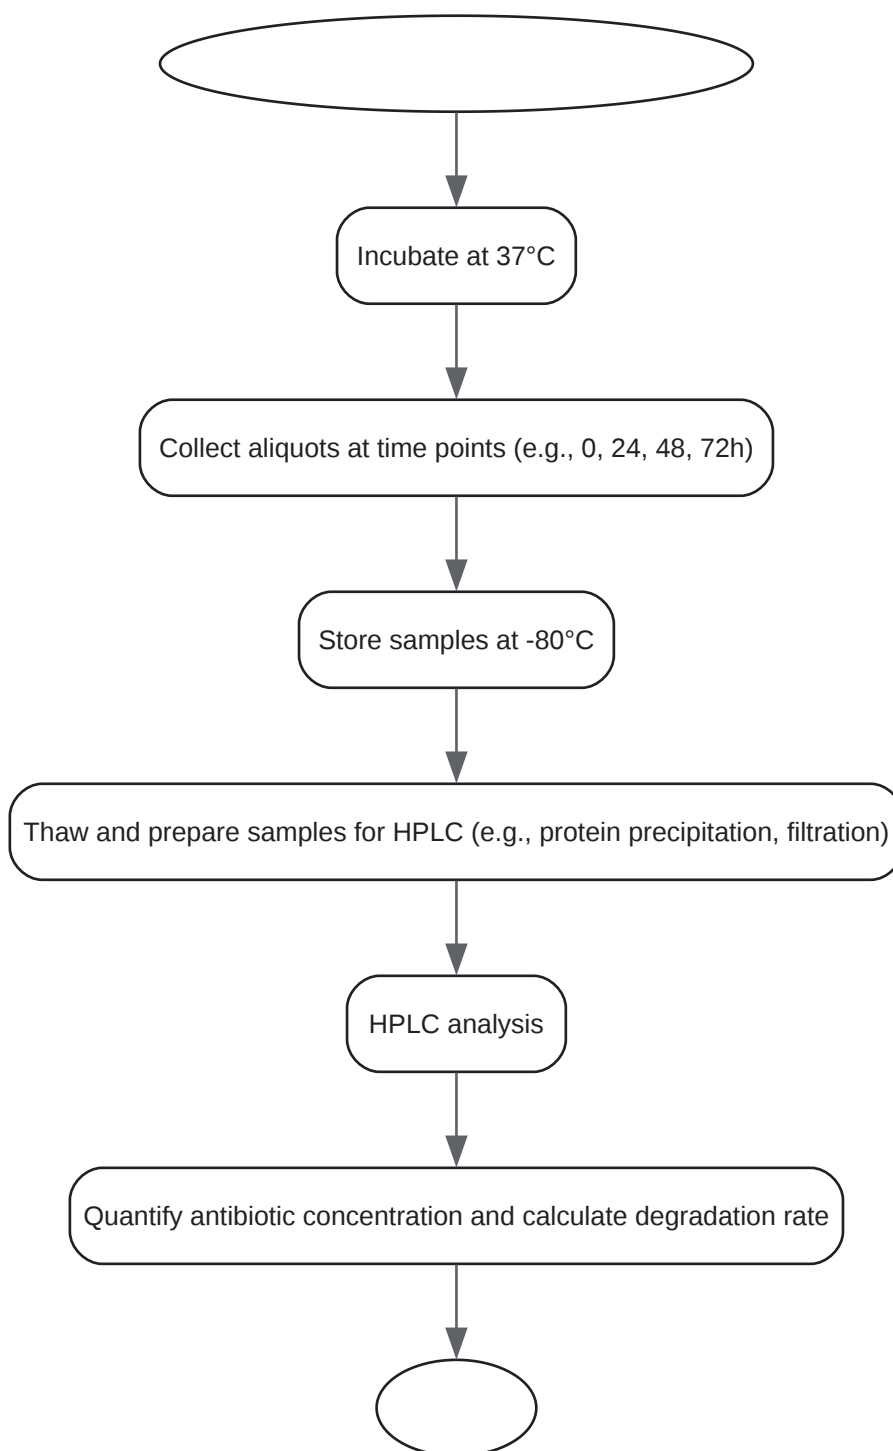 Incubate at 37°C
Collect aliquots at time points (e.g., 0, 24, 48, 72h)
Store samples at -80°C
Thaw and prepare samples for HPLC (e.g., protein precipitation, filtration)
HPLC analysis
Quantify antibiotic concentration and calculate degradation rate